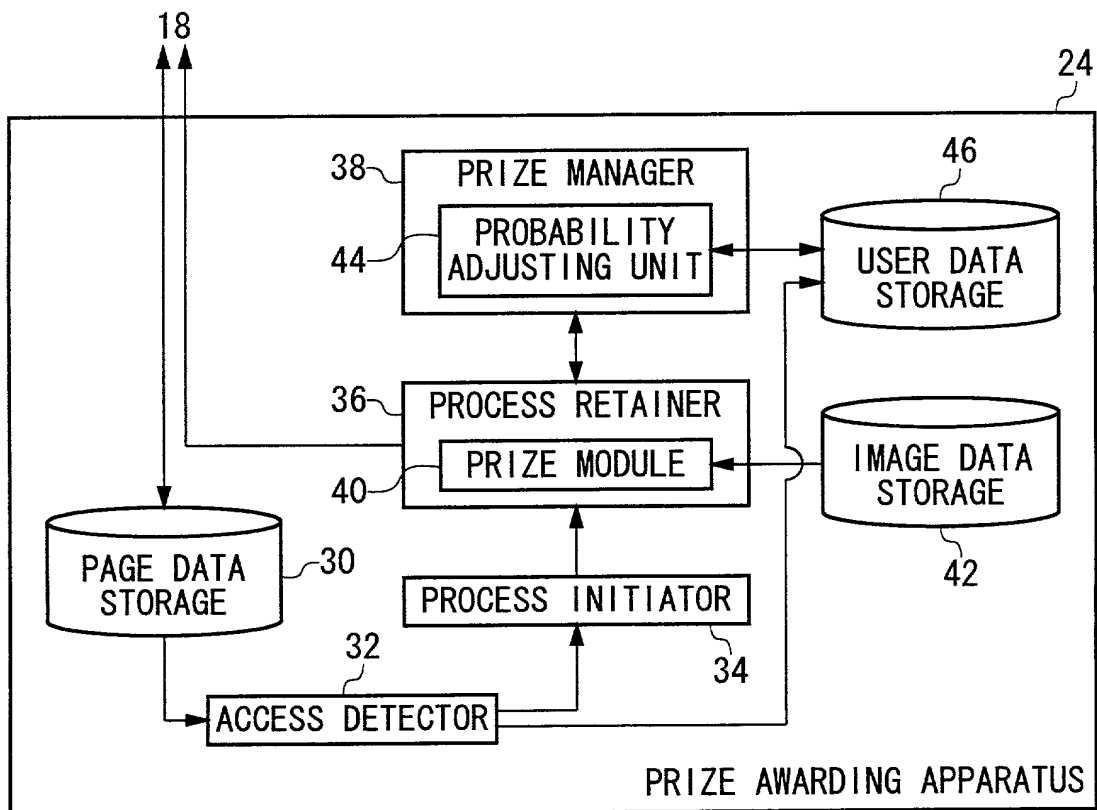 18
24
38
PRIZE MANAGER
46
44
PROBABILITY
ADJUSTING UNIT
USER DATA
STORAGE
36
PROCESS RETAINER
40
PRIZE MODULE
IMAGE DATA
STORAGE
42
PAGE DATA
STORAGE
30
PROCESS INITIATOR
34
32
ACCESS DETECTOR
PRIZE AWARDING APPARATUS